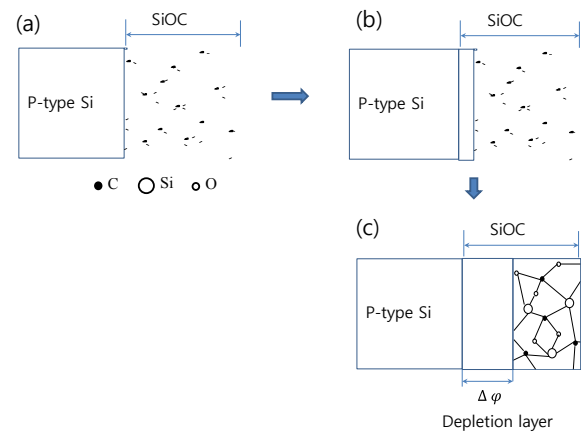 (a)
SiOC
P-type Si
C Si O
(b)
SiOC
P-type Si
(c)
SiOC
P-type Si
Δ φ
Depletion layer